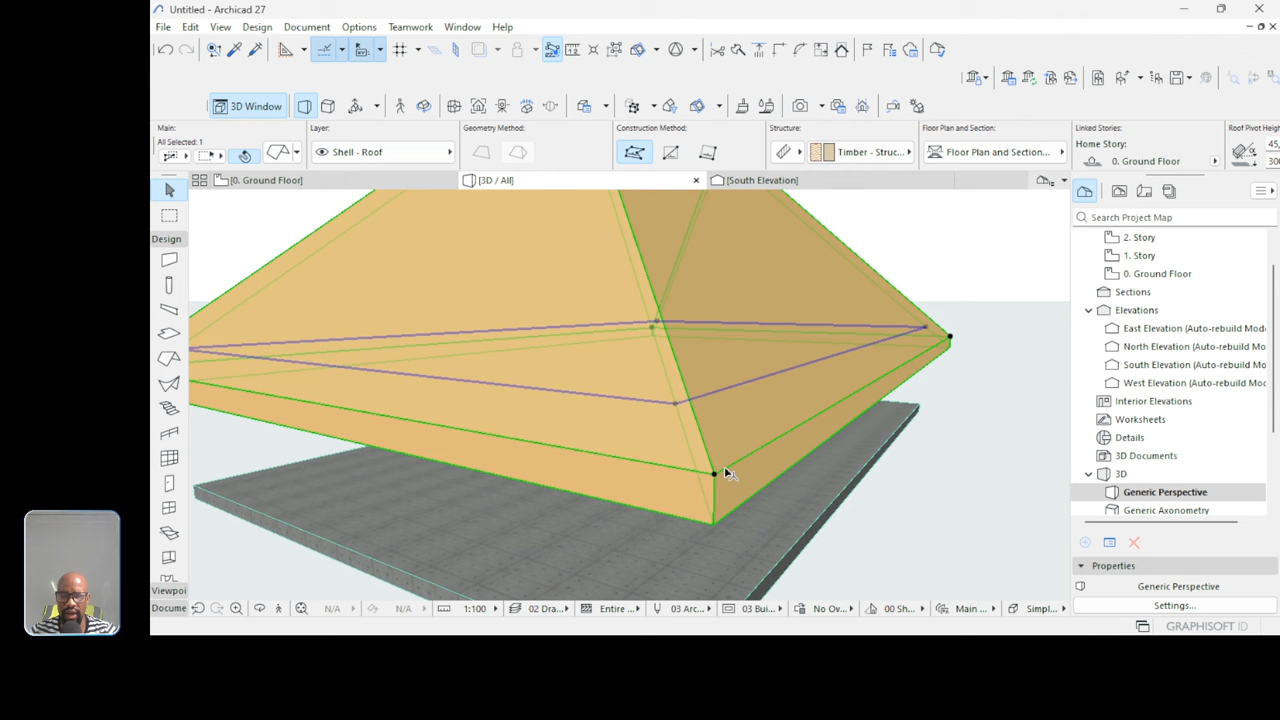 Untitled - Archicad 27
File Edit View Design Document Options Teamwork Window Help
3D Window
Main: Layer: Geometry Method: Construction Method: Structure: Floor Plan and Section: Linked Stories: Roof Pivot Heigh
All Selected: 1 Home Story:
Shell - Roof Timber - Struc... Floor Plan and Section... 0. Ground Floor 45,
300
[0. Ground Floor] [3D / All] [South Elevation]
Design
Viewpoi
Docume
Search Project Map
2. Story
1. Story
0. Ground Floor
Sections
Elevations
East Elevation (Auto-rebuild Mode
North Elevation (Auto-rebuild Mo
South Elevation (Auto-rebuild Mo
West Elevation (Auto-rebuild Mod
Interior Elevations
Worksheets
Details
3D Documents
3D
Generic Perspective
Generic Axonometry
Properties
Generic Perspective
Settings...
N/A N/A 1:100 02 Dra... Entire ... 03 Arc... 03 Bui... No Ov... 00 Sh... Main ... Simpl...
GRAPHISOFT ID